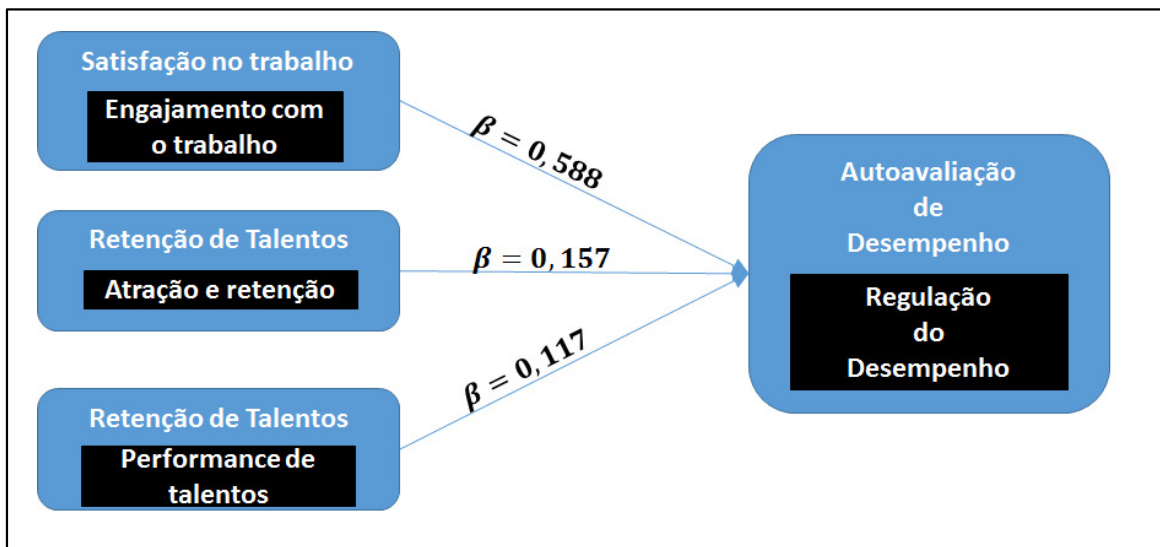 Satisfação no trabalho
Engajamento com
o trabalho
β = 0,588
Retenção de Talentos
Atração e retenção
β = 0,157
Retenção de Talentos
Performance de
talentos
β = 0,117
Autoavaliação
de
Desempenho
Regulação
do
Desempenho